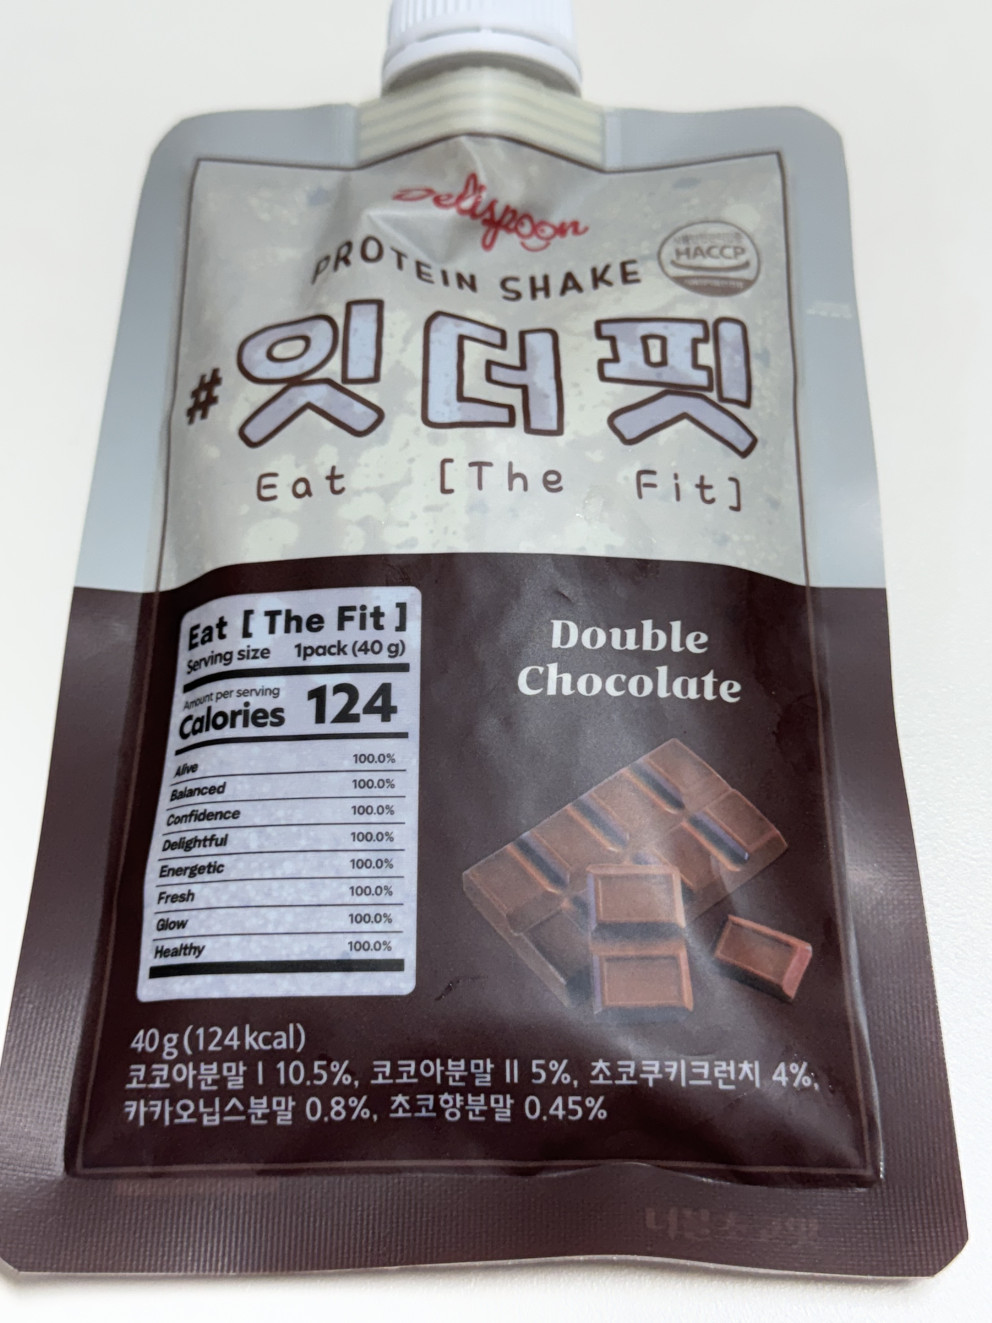 Delispoon
PROTEIN SHAKE
HACCP
#잇더핏
Eat [The Fit]
Eat [ The Fit ]
Serving size 1pack (40 g)
Amount per serving
Calories 124
Alive 100.0%
Balanced 100.0%
Confidence 100.0%
Delightful 100.0%
Energetic 100.0%
Fresh 100.0%
Glow 100.0%
Healthy 100.0%
Double
Chocolate
40 g (124 kcal)
코코아분말 I 10.5%, 코코아분말 II 5%, 초코쿠키크런치 4%,
카카오닙스분말 0.8%, 초코향분말 0.45%